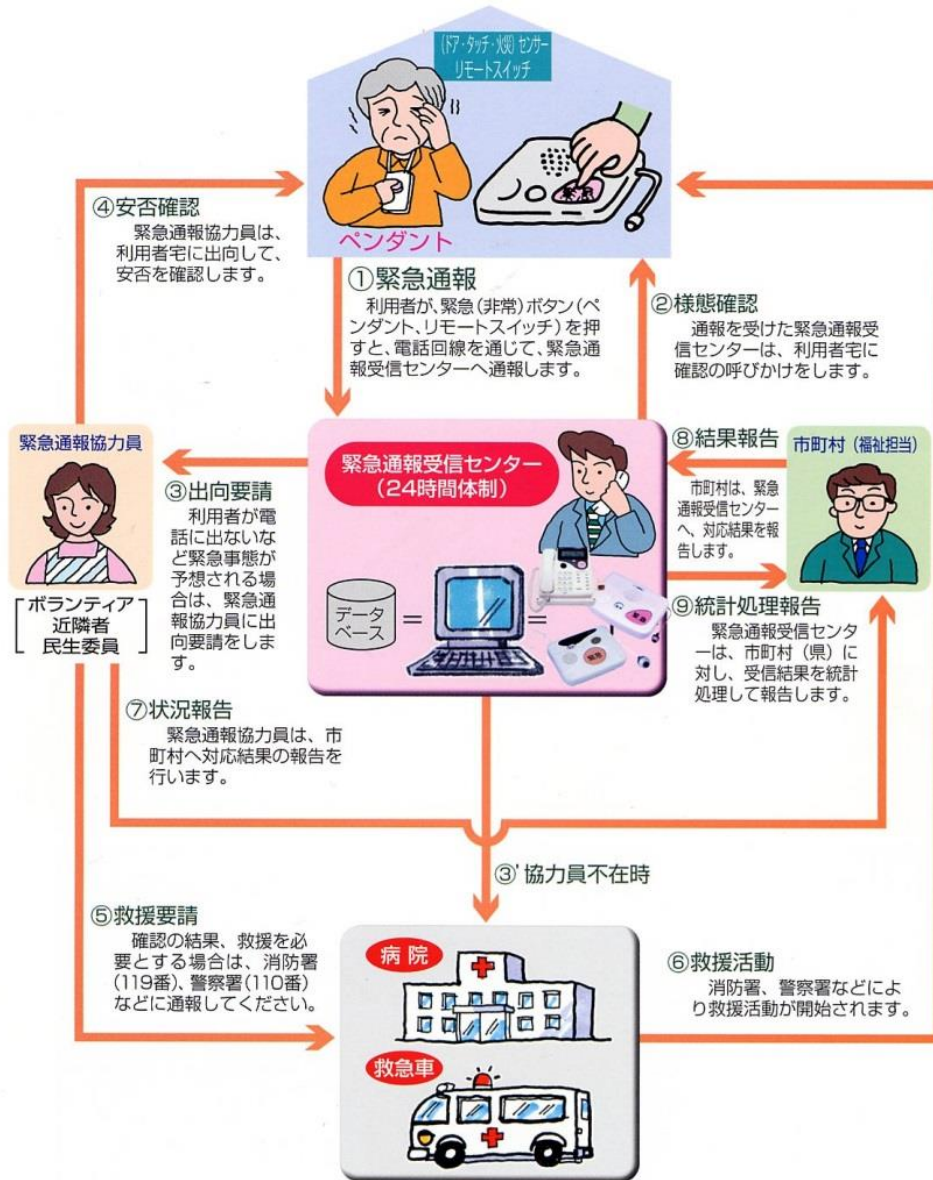 (ドア・タッチ・火災)センサー
リモートスイッチ
緊急
ペンダント
④安否確認
緊急通報協力員は、
利用者宅に出向して、
安否を確認します。
①緊急通報
利用者が、緊急(非常)ボタン(ペ
ンダント、リモートスイッチ)を押
すと、電話回線を通じて、緊急通
報受信センターへ通報します。
②様態確認
通報を受けた緊急通報受
信センターは、利用者宅に
確認の呼びかけをします。
緊急通報協力員
[ボランティア
近隣者
民生委員]
③出向要請
利用者が電
話に出ないな
ど緊急事態が
予想される場
合は、緊急通
報協力員に出
向要請をしま
す。
緊急通報受信センター
(24時間体制)
データ
ベース
=
=
⑧結果報告
市町村は、緊急
通報受信センター
へ、対応結果を報
告します。
市町村(福祉担当)
⑨統計処理報告
緊急通報受信センタ
ーは、市町村(県)に
対し、受信結果を統計
処理して報告します。
⑦状況報告
緊急通報協力員は、市
町村へ対応結果の報告を
行います。
③'協力員不在時
⑤救援要請
確認の結果、救援を必
要とする場合は、消防署
(119番)、警察署(110番)
などに通報してください。
病院
救急車
⑥救援活動
消防署、警察署などによ
り救援活動が開始されます。